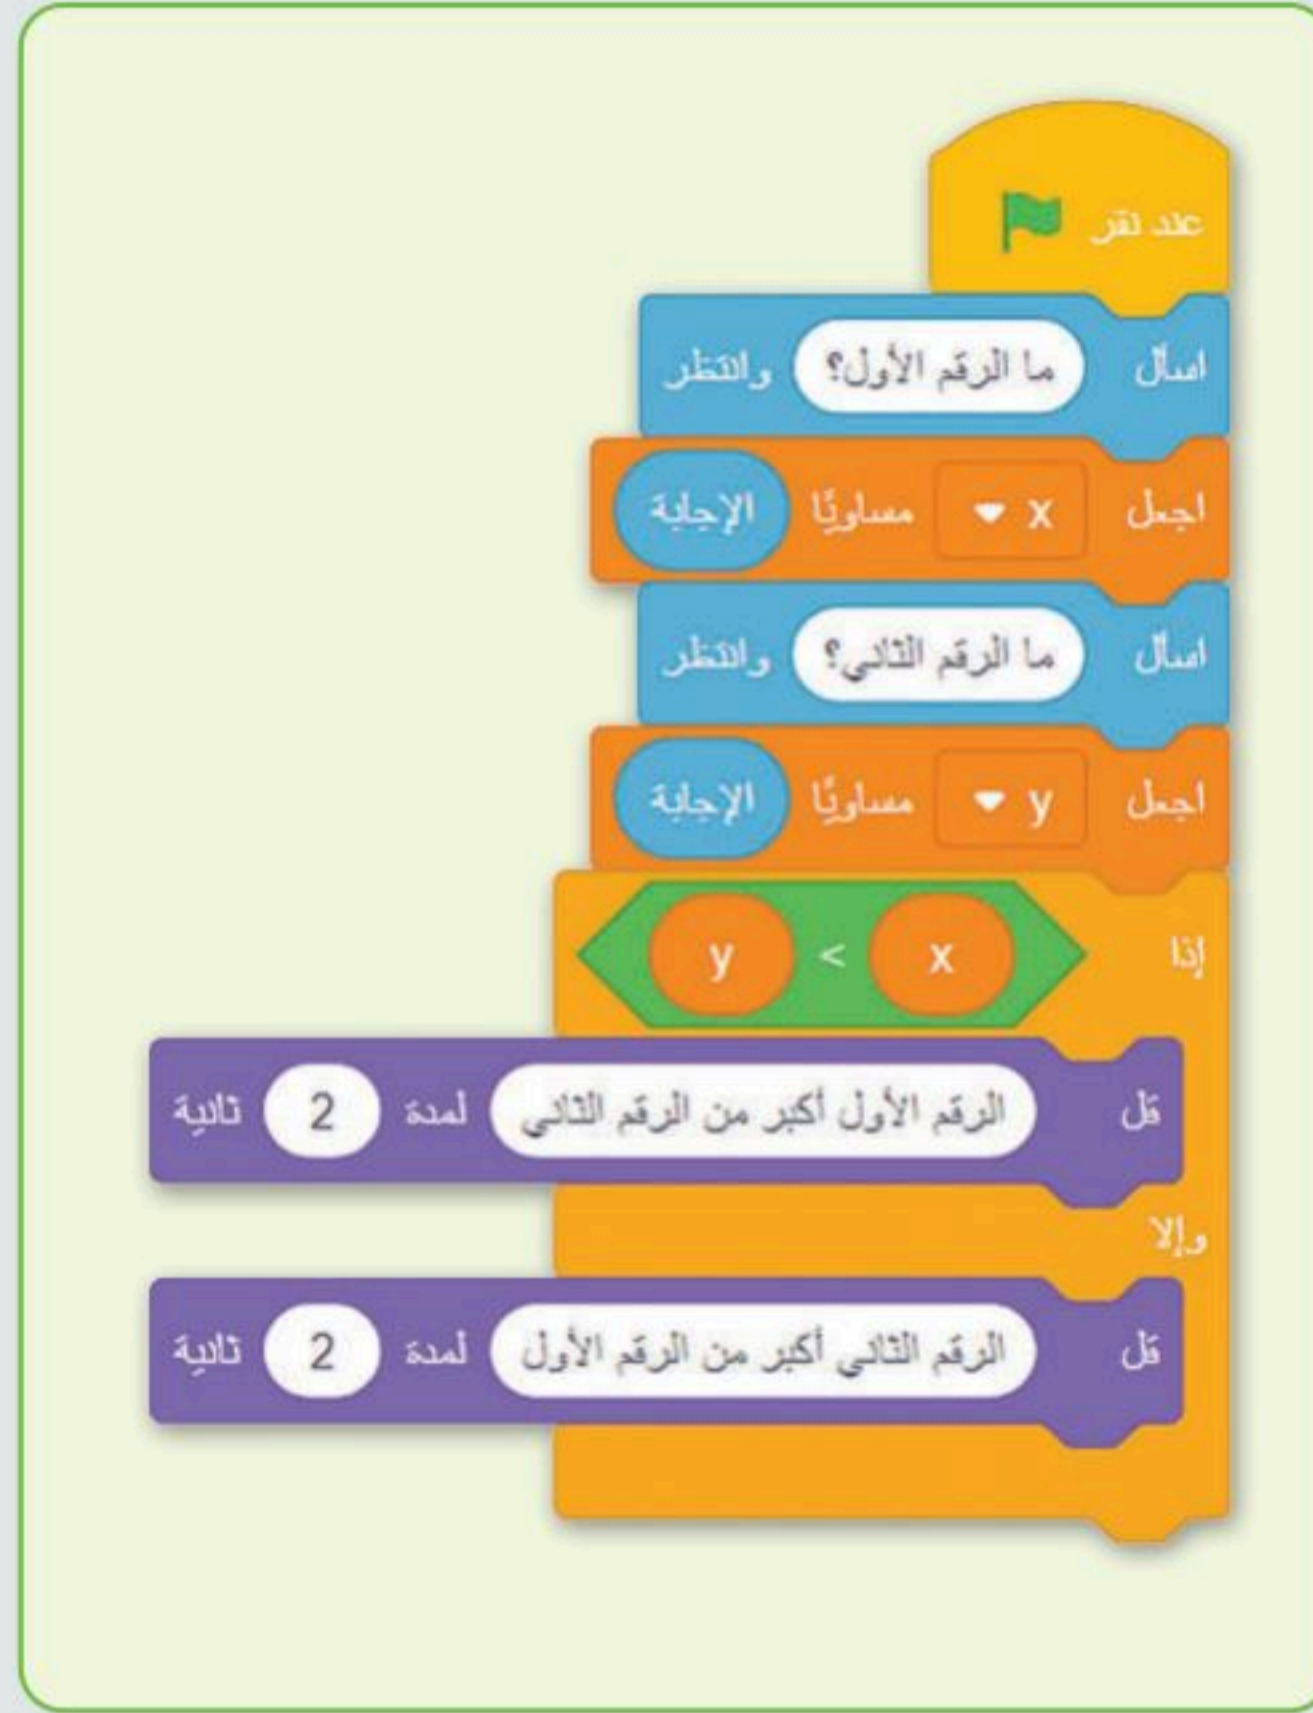 عند نقر
اسأل ما الرقم الأول؟ وانتظر
اجعل x مساويًا الإجابة
اسأل ما الرقم الثاني؟ وانتظر
اجعل y مساويًا الإجابة
إذا x < y
قل الرقم الأول أكبر من الرقم الثاني لمدة 2 ثانية
وإلا
قل الرقم الثاني أكبر من الرقم الأول لمدة 2 ثانية